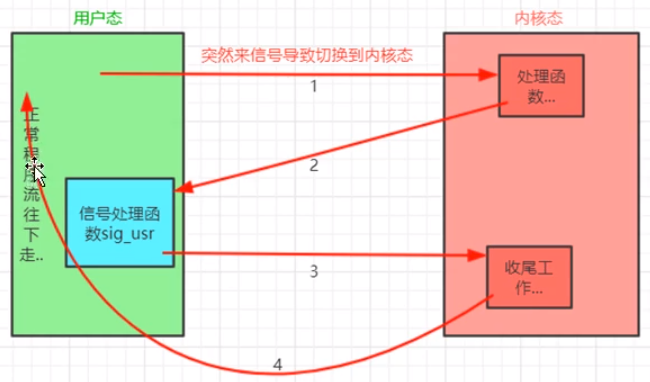 用户态
内核态
突然来信号导致切换到内核态
1
处理函
数...
2
正
常
程
序
流
往
下
走..
信号处理函
数sig_usr
3
收尾工
作...
4